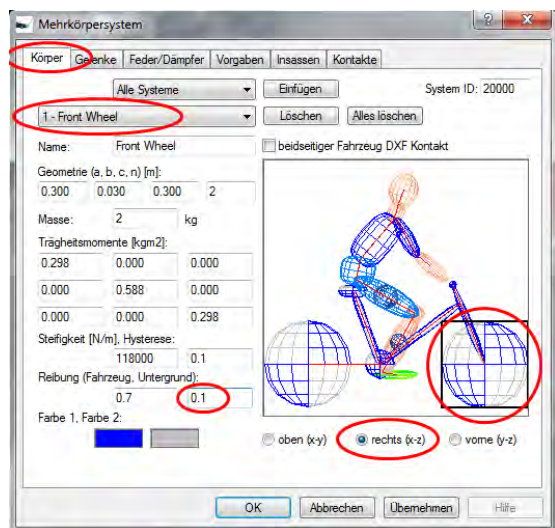 Mehrkörpersystem
Körper Gelenke Feder/Dämpfer Vorgaben Insassen Kontakte
Alle Systeme Einfügen System ID: 20000
1 - Front Wheel Löschen Alles löschen
Name: Front Wheel beidseitiger Fahrzeug DXF Kontakt
Geometrie (a, b, c, n) [m]:
0.300 0.030 0.300 2
Masse: 2 kg
Trägheitsmomente [kgm2]:
0.298 0.000 0.000
0.000 0.588 0.000
0.000 0.000 0.298
Steifigkeit [N/m], Hysterese:
118000 0.1
Reibung (Fahrzeug, Untergrund):
0.7 0.1
Farbe 1, Farbe 2:
oben (x-y) rechts (x-z) vorne (y-z)
OK Abbrechen Übernehmen Hilfe